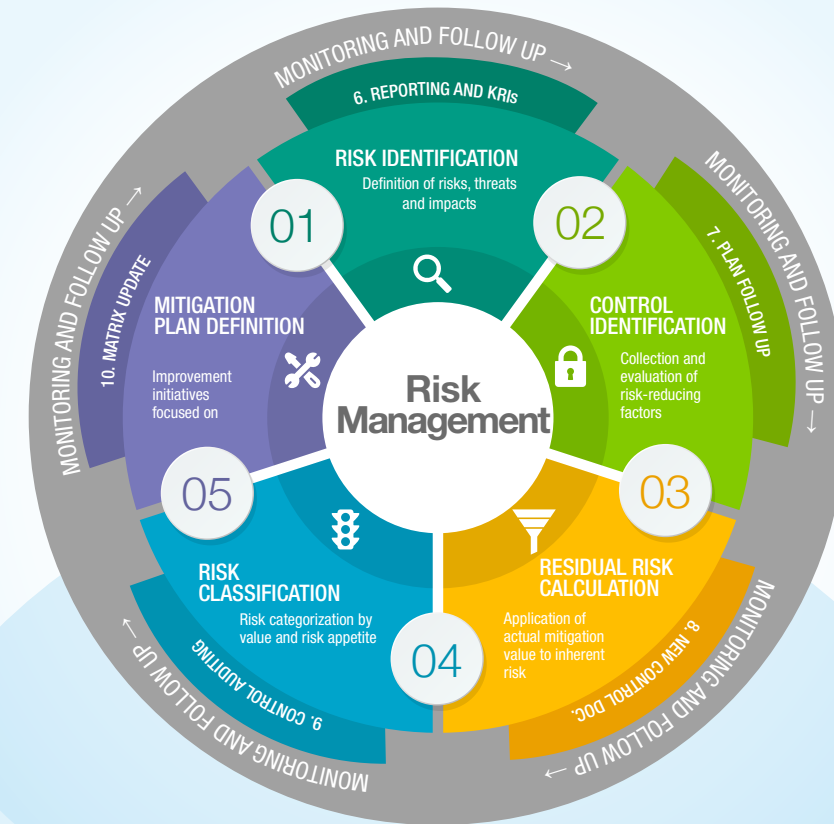 MONITORING AND FOLLOW UP →
6. REPORTING AND KRIs
RISK IDENTIFICATION
Definition of risks, threats
and impacts
01
02
MONITORING AND FOLLOW UP →
7. PLAN FOLLOW UP
CONTROL
IDENTIFICATION
Collection and
evaluation of
risk-reducing
factors
03
MONITORING AND FOLLOW UP →
8. NEW CONTROL DOC.
RESIDUAL RISK
CALCULATION
Application of
actual mitigation
value to inherent
risk
04
MONITORING AND FOLLOW UP →
9. CONTROL AUDITING
RISK
CLASSIFICATION
Risk categorization by
value and risk appetite
05
MONITORING AND FOLLOW UP →
10. MATRIX UPDATE
MITIGATION
PLAN DEFINITION
Improvement
initiatives
focused on
Risk
Management